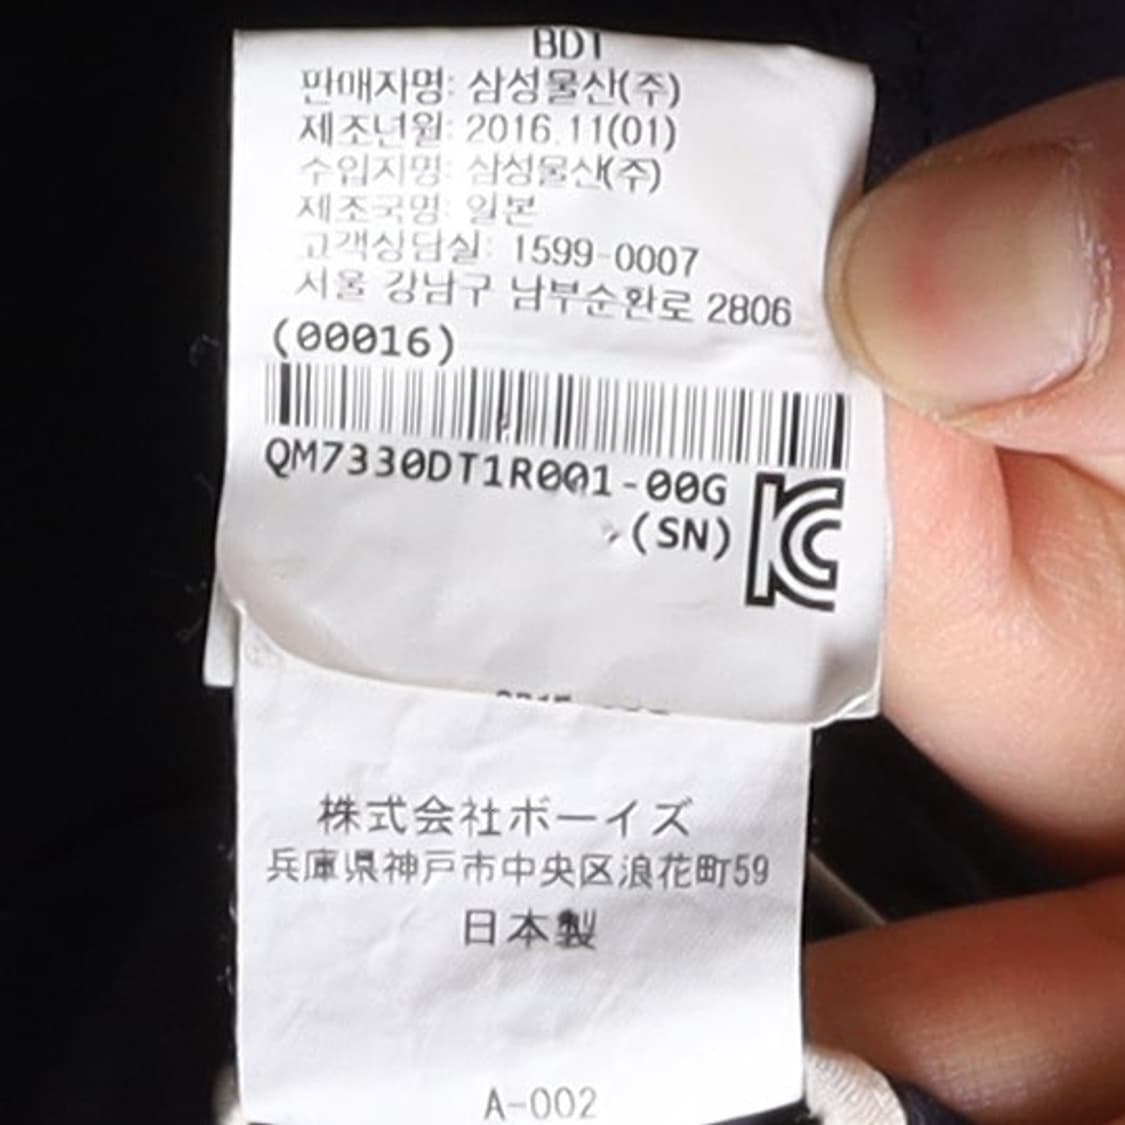 BD1
판매자명: 삼성물산(주)
제조년월: 2016.11(01)
수입자명: 삼성물산(주)
제조국명: 일본
고객상담실: 1599-0007
서울 강남구 남부순환로 2806
(00016)
QM7330DT1R001-00G
(SN)
株式会社ボーイズ
兵庫県神戸市中央区浪花町59
日本製
A-002